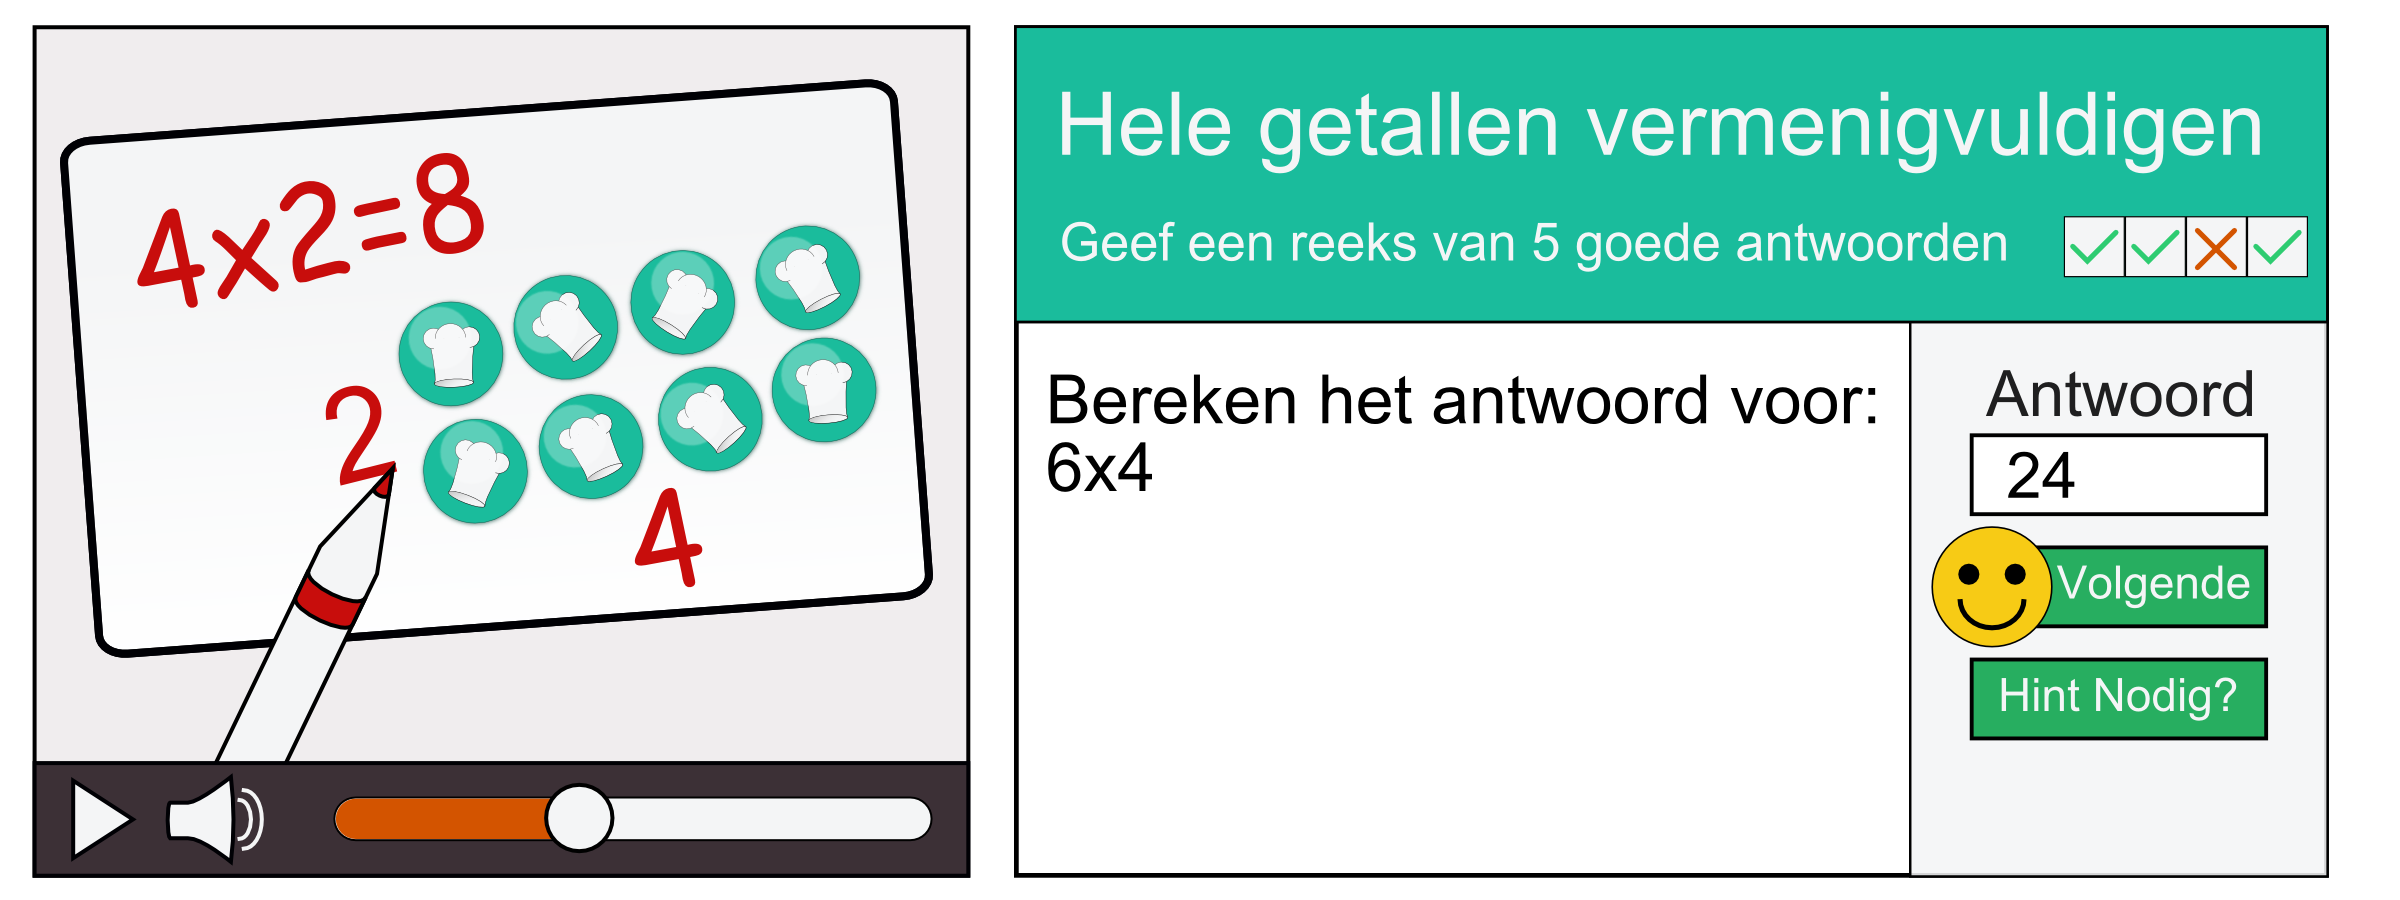 4x2=8
2
4
Hele getallen vermenigvuldigen
Geef een reeks van 5 goede antwoorden
Bereken het antwoord voor:
6x4
Antwoord
24
Volgende
Hint Nodig?